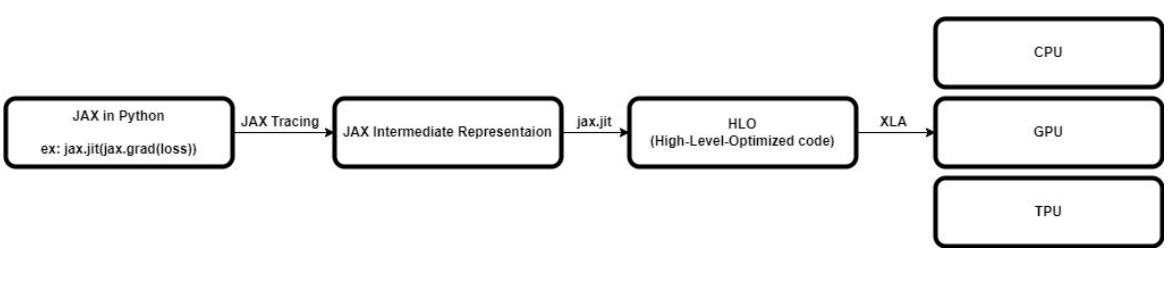 JAX in Python
ex: jax.jit(jax.grad(loss))
JAX Tracing
JAX Intermediate Representaion
jax.jit
HLO
(High-Level-Optimized code)
XLA
CPU
GPU
TPU